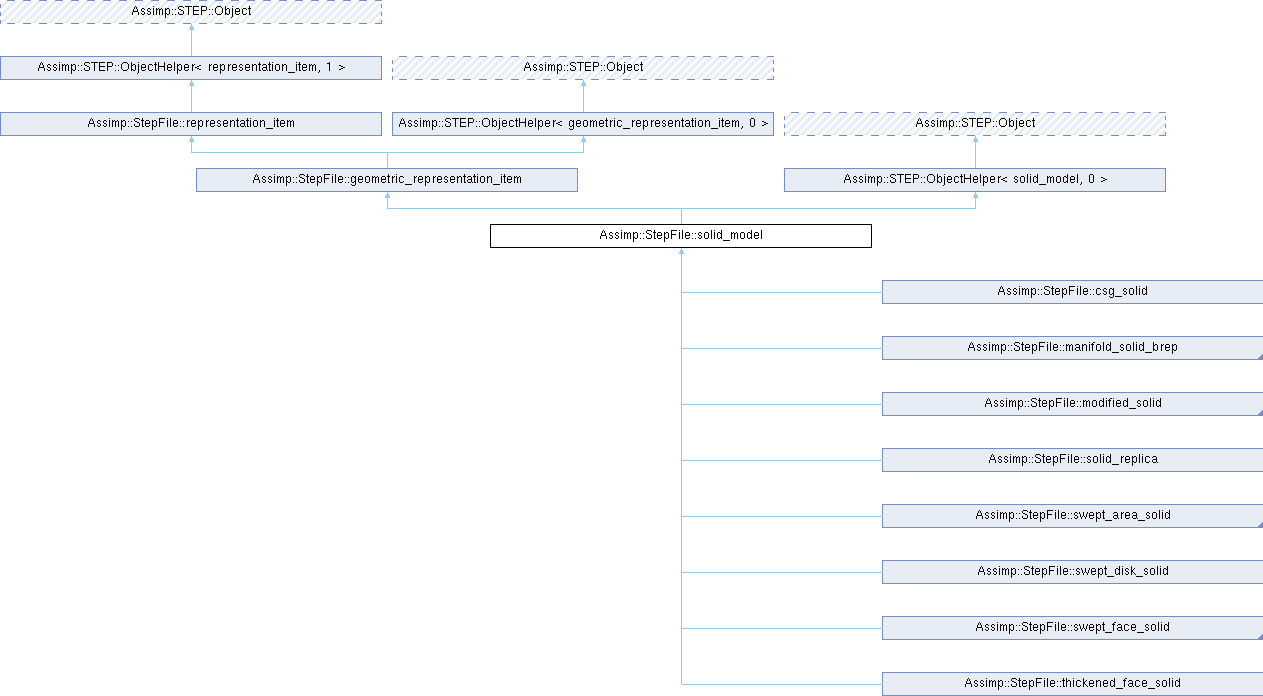 Assimp::STEP::Object
Assimp::STEP::ObjectHelper< representation_item, 1 >
Assimp::STEP::Object
Assimp::StepFile::representation_item
Assimp::STEP::ObjectHelper< geometric_representation_item, 0 >
Assimp::STEP::Object
Assimp::StepFile::geometric_representation_item
Assimp::STEP::ObjectHelper< solid_model, 0 >
Assimp::StepFile::solid_model
Assimp::StepFile::csg_solid
Assimp::StepFile::manifold_solid_brep
Assimp::StepFile::modified_solid
Assimp::StepFile::solid_replica
Assimp::StepFile::swept_area_solid
Assimp::StepFile::swept_disk_solid
Assimp::StepFile::swept_face_solid
Assimp::StepFile::thickened_face_solid